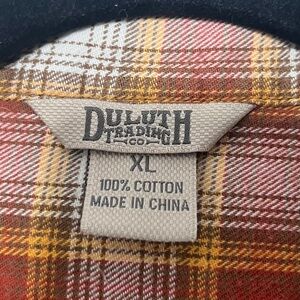 DULUTH
TRADING
CO
XL
100% COTTON
MADE IN CHINA